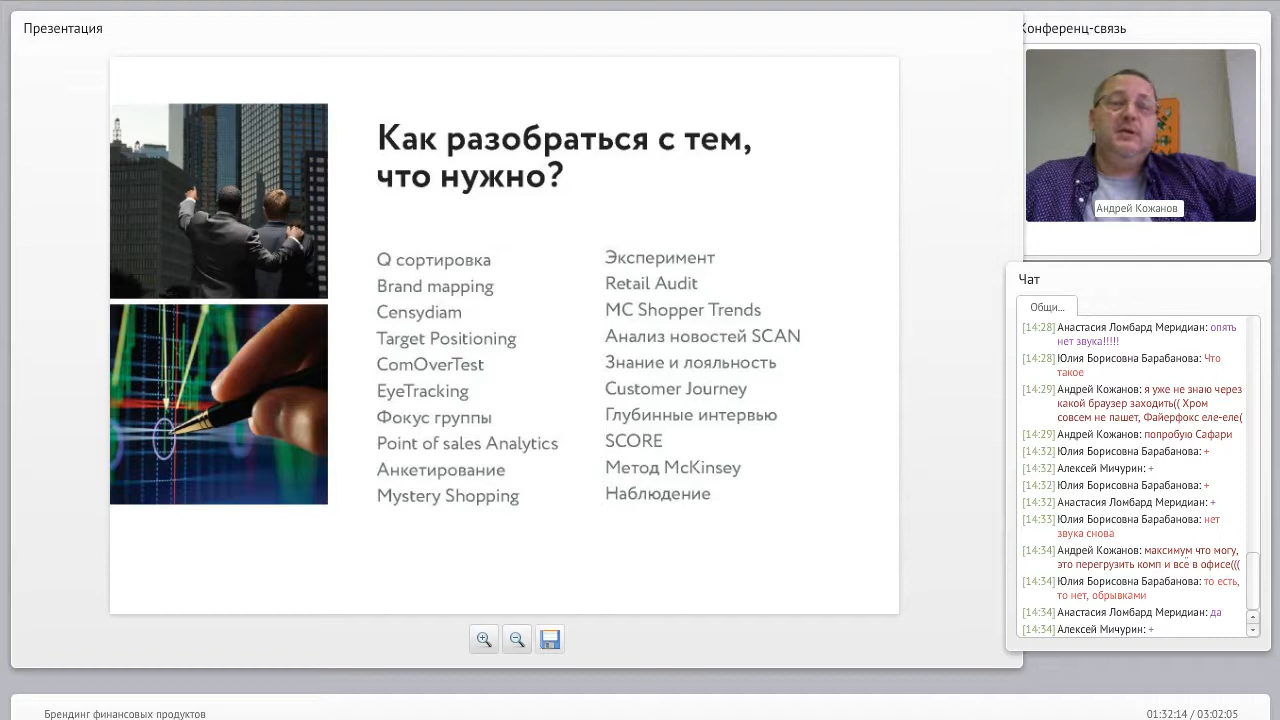 Презентация
Как разобраться с тем,
что нужно?
Q сортировка
Brand mapping
Censydiam
Target Positioning
ComOverTest
EyeTracking
Фокус группы
Point of sales Analytics
Анкетирование
Mystery Shopping
Эксперимент
Retail Audit
MC Shopper Trends
Анализ новостей SCAN
Знание и лояльность
Customer Journey
Глубинные интервью
SCORE
Метод McKinsey
Наблюдение
Конференц-связь
Андрей Кожанов
Чат
Общи...
[14:28] Анастасия Ломбард Меридиан: опять
нет звука!!!!!
[14:28] Юлия Борисовна Барабанова: Что
такое
[14:29] Андрей Кожанов: я уже не знаю через
какой браузер заходить(( Хром
совсем не пашет, Файерфокс еле-еле(
[14:29] Андрей Кожанов: попробую Сафари
[14:32] Юлия Борисовна Барабанова: +
[14:32] Алексей Мичурин: +
[14:32] Юлия Борисовна Барабанова: +
[14:32] Анастасия Ломбард Меридиан: +
[14:33] Юлия Борисовна Барабанова: нет
звука снова
[14:34] Андрей Кожанов: максимум что могу,
это перегрузить комп и всё в офисе(((
[14:34] Юлия Борисовна Барабанова: то есть,
то нет, обрывками
[14:34] Анастасия Ломбард Меридиан: да
[14:34] Алексей Мичурин: +
Брендинг финансовых продуктов
01:32:14 / 03:02:05